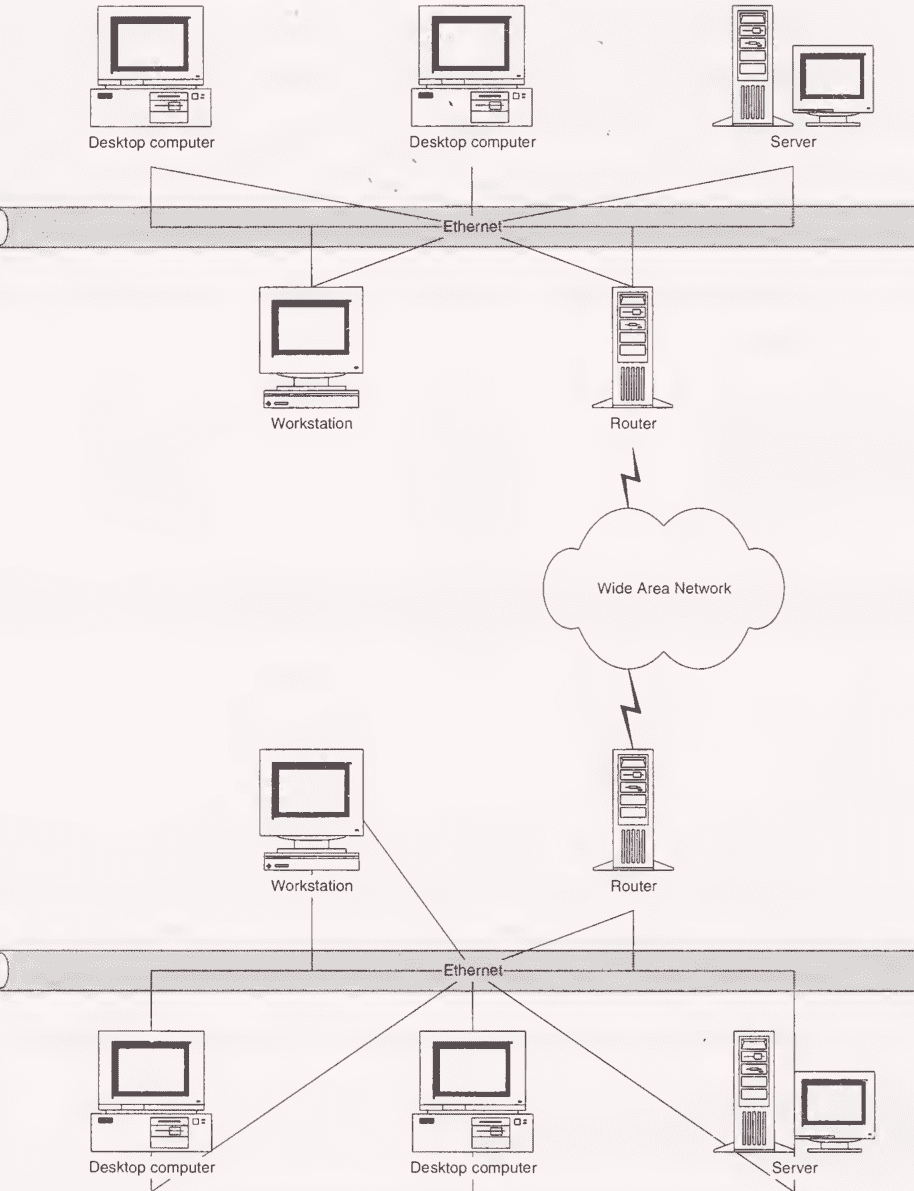 Desktop computer
Desktop computer
Server
Ethernet
Workstation
Router
Wide Area Network
Workstation
Router
Ethernet
Desktop computer
Desktop computer
Server